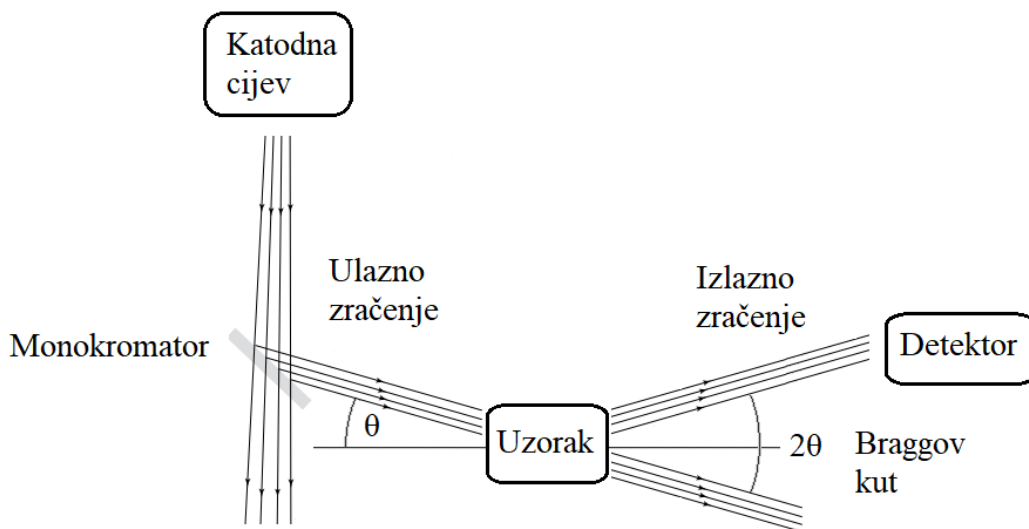 Katodna
cijev
Ulazno
zračenje
Izlazno
zračenje
Monokromator
Detektor
θ
Uzorak
2θ
Braggov
kut